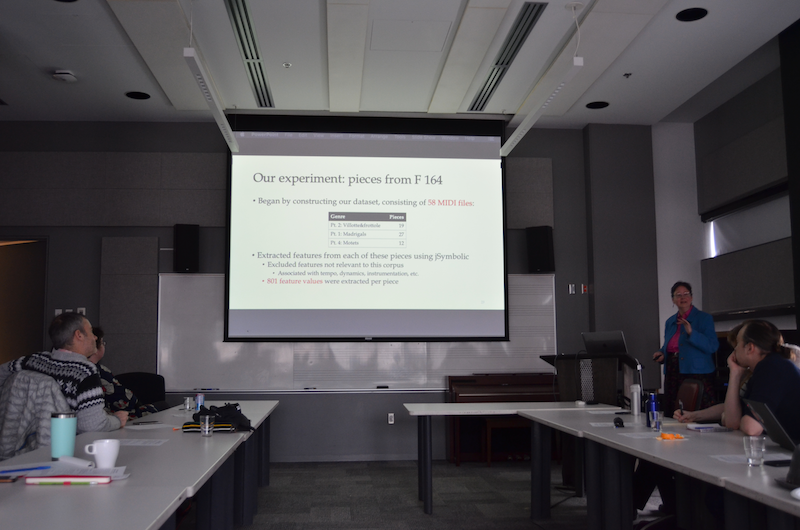 Our experiment: pieces from F 164
• Began by constructing our dataset, consisting of 58 MIDI files:
Genre Pieces
Pt. 2: Villotte&frottole 19
Pt. 1: Madrigals 27
Pt. 4: Motets 12
• Extracted features from each of these pieces using jSymbolic
• Excluded features not relevant to this corpus
• Associated with tempo, dynamics, instrumentation, etc.
• 801 feature values were extracted per piece